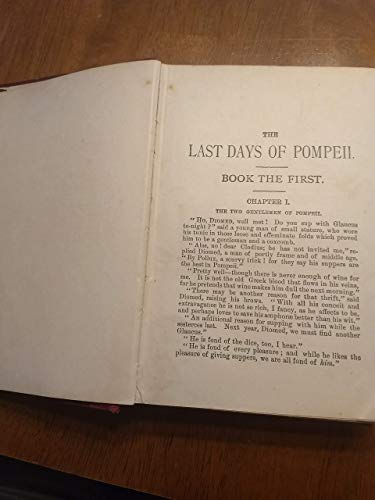 THE
LAST DAYS OF POMPEII.
BOOK THE FIRST.
CHAPTER I.
THE TWO GENTLEMEN OF POMPEII.
"Ho, Diomed, well met! Do you sup with Glaucus
to-night?" said a young man of small stature, who wore
his tunic in those loose and effeminate folds which proved
him to be a gentleman and a coxcomb.
"Alas, no! dear Clodius; he has not invited me," re-
plied Diomed, a man of portly frame and of middle age.
"By Pollux, a scurvy trick! for they say his suppers are
the best in Pompeii."
"Pretty well—though there is never enough of wine for
me. It is not the old Greek blood that flows in his veins,
for he pretends that wine makes him dull the next morning."
"There may be another reason for that thrift," said
Diomed, raising his brows. "With all his conceit and
extravagance he is not so rich, I fancy, as he affects to be,
and perhaps loves to save his amphoræ better than his wit."
"An additional reason for supping with him while the
sesterces last. Next year, Diomed, we must find another
Glaucus."
"He is fond of the dice, too, I hear."
"He is fond of every pleasure; and while he likes the
pleasure of giving suppers, we are all fond of him."